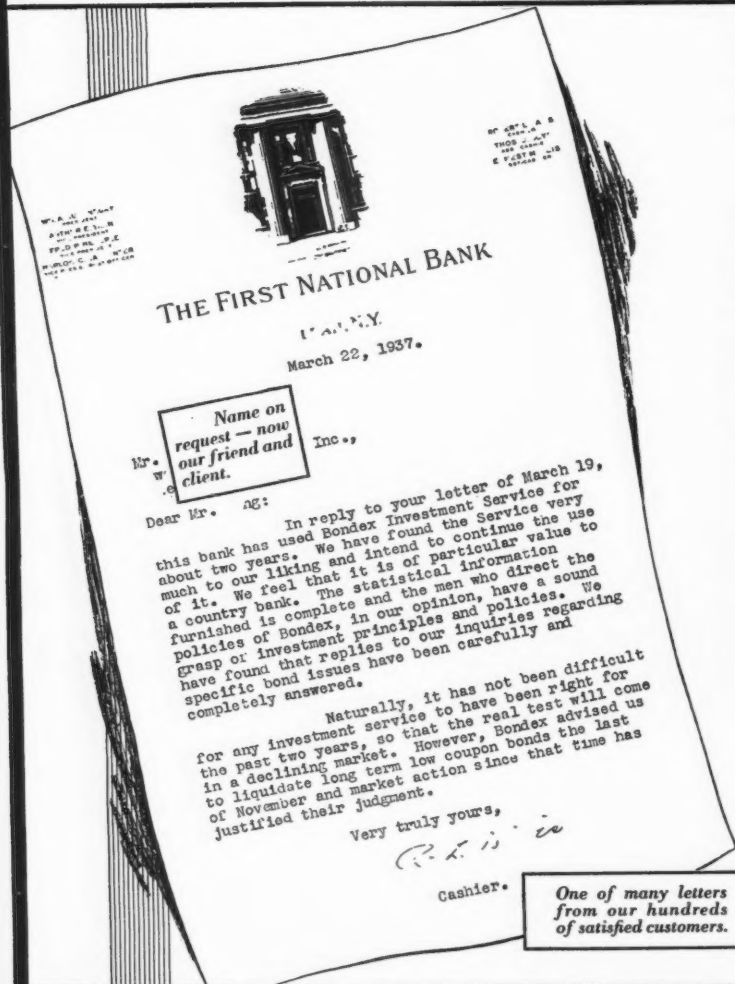 THE FIRST NATIONAL BANK
N.Y.
March 22, 1937.
Name on
request — now
our friend and
client.
Mr.
Inc.,
Dear Mr.
In reply to your letter of March 19,
this bank has used Bondex Investment Service for
about two years. We have found the Service very
much to our liking and intend to continue the use
of it. We feel that it is of particular value to
a country bank. The statistical information
furnished is complete and the men who direct the
policies of Bondex, in our opinion, have a sound
grasp of investment principles and policies. We
have found that replies to our inquiries regarding
specific bond issues have been carefully and
completely answered.
Naturally, it has not been difficult
for any investment service to have been right for
the past two years, so that the real test will come
in a declining market. However, Bondex advised us
to liquidate long term low coupon bonds the last
of November and market action since that time has
justified their judgment.
Very truly yours,
Cashier.
One of many letters
from our hundreds
of satisfied customers.